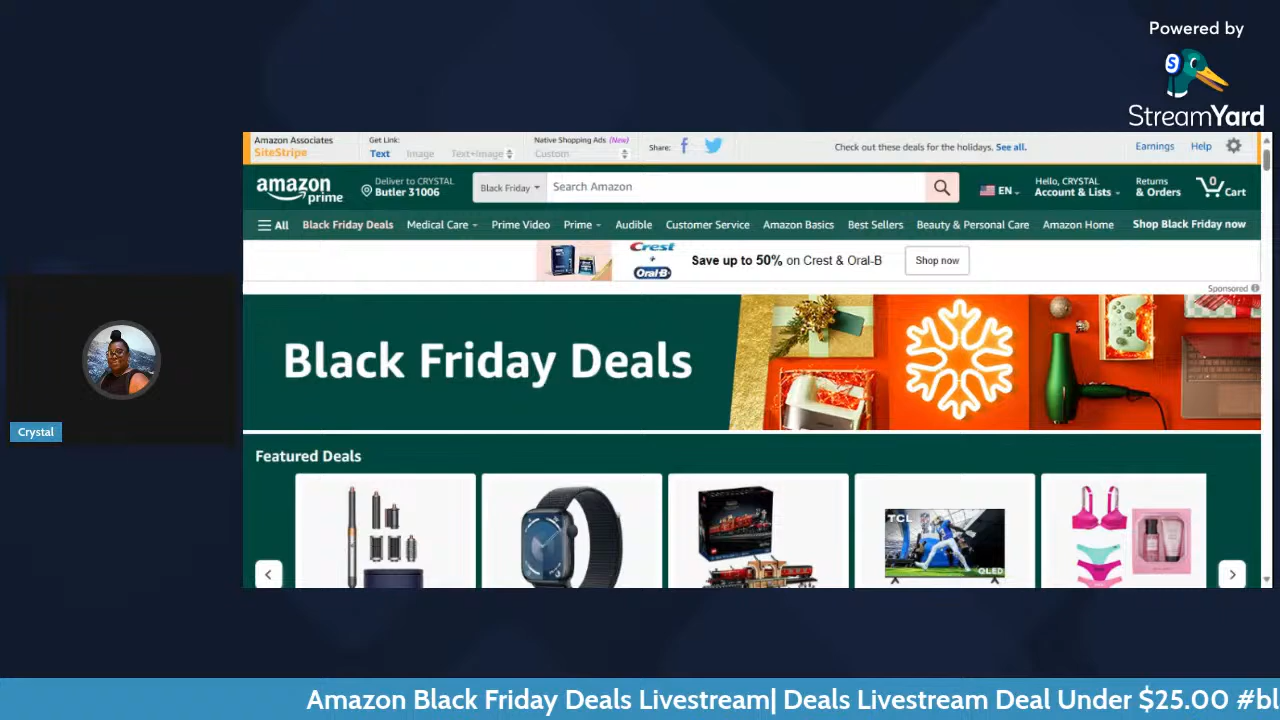 Powered by
StreamYard
Amazon Associates
SiteStripe
Get Link:
Text Image Text+Image
Native Shopping Ads (New)
Custom
Share:
Check out these deals for the holidays. See all.
Earnings Help
amazon prime
Deliver to CRYSTAL
Butler 31006
Black Friday
Search Amazon
EN
Hello, CRYSTAL
Account & Lists
Returns
& Orders
0
Cart
All Black Friday Deals Medical Care Prime Video Prime Audible Customer Service Amazon Basics Best Sellers Beauty & Personal Care Amazon Home Shop Black Friday now
Crest
+
Oral-B
Save up to 50% on Crest & Oral-B
Shop now
Sponsored
Black Friday Deals
Featured Deals
TCL
QLED
Crystal
Amazon Black Friday Deals Livestream| Deals Livestream Deal Under $25.00 #bl